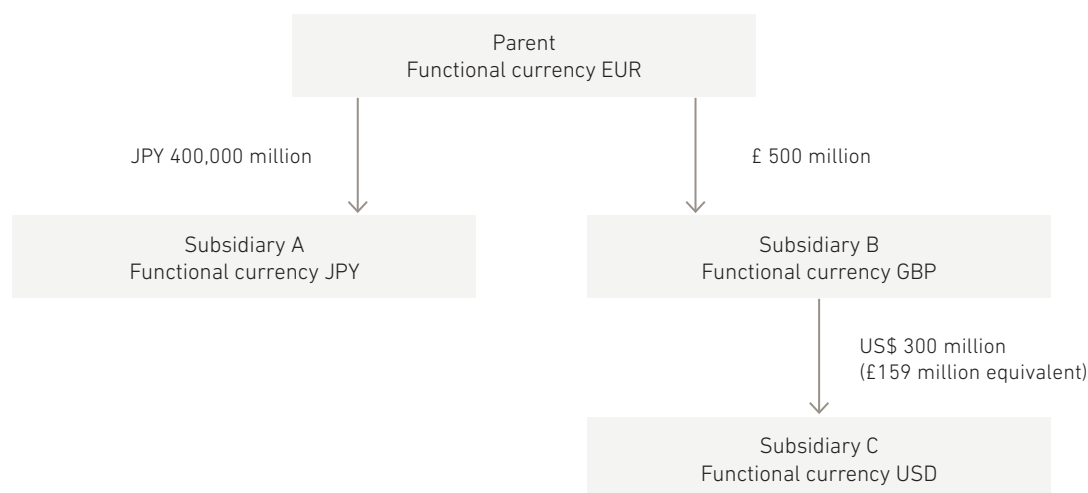 Parent
Functional currency EUR
JPY 400,000 million
£ 500 million
Subsidiary A
Functional currency JPY
Subsidiary B
Functional currency GBP
US$ 300 million
(£159 million equivalent)
Subsidiary C
Functional currency USD